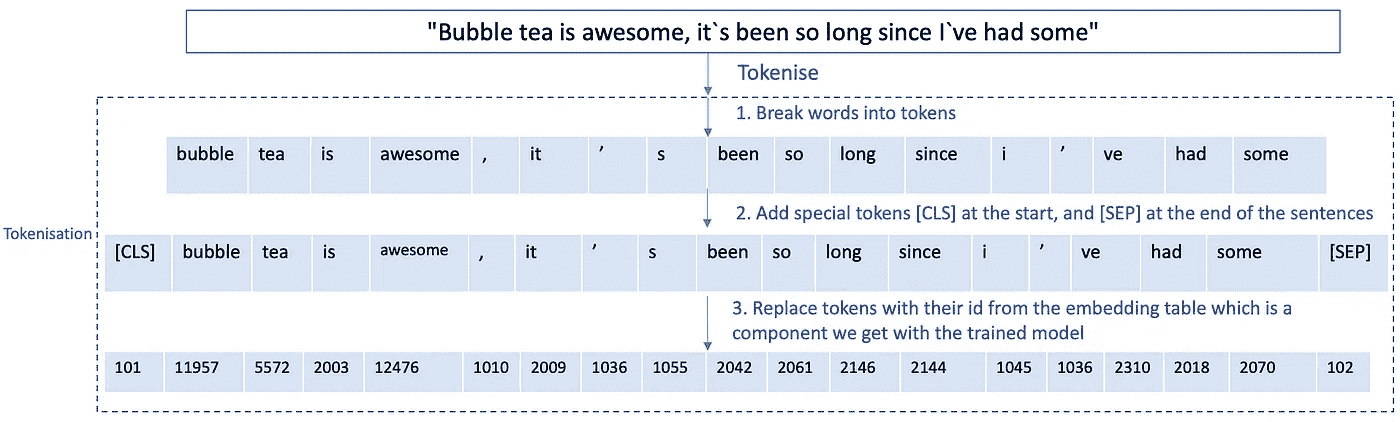 "Bubble tea is awesome, it`s been so long since I`ve had some"
Tokenise
1. Break words into tokens
bubble tea is awesome , it ’ s been so long since i ’ ve had some
2. Add special tokens [CLS] at the start, and [SEP] at the end of the sentences
Tokenisation
[CLS] bubble tea is awesome , it ’ s been so long since i ’ ve had some [SEP]
3. Replace tokens with their id from the embedding table which is a
component we get with the trained model
101 11957 5572 2003 12476 1010 2009 1036 1055 2042 2061 2146 2144 1045 1036 2310 2018 2070 102